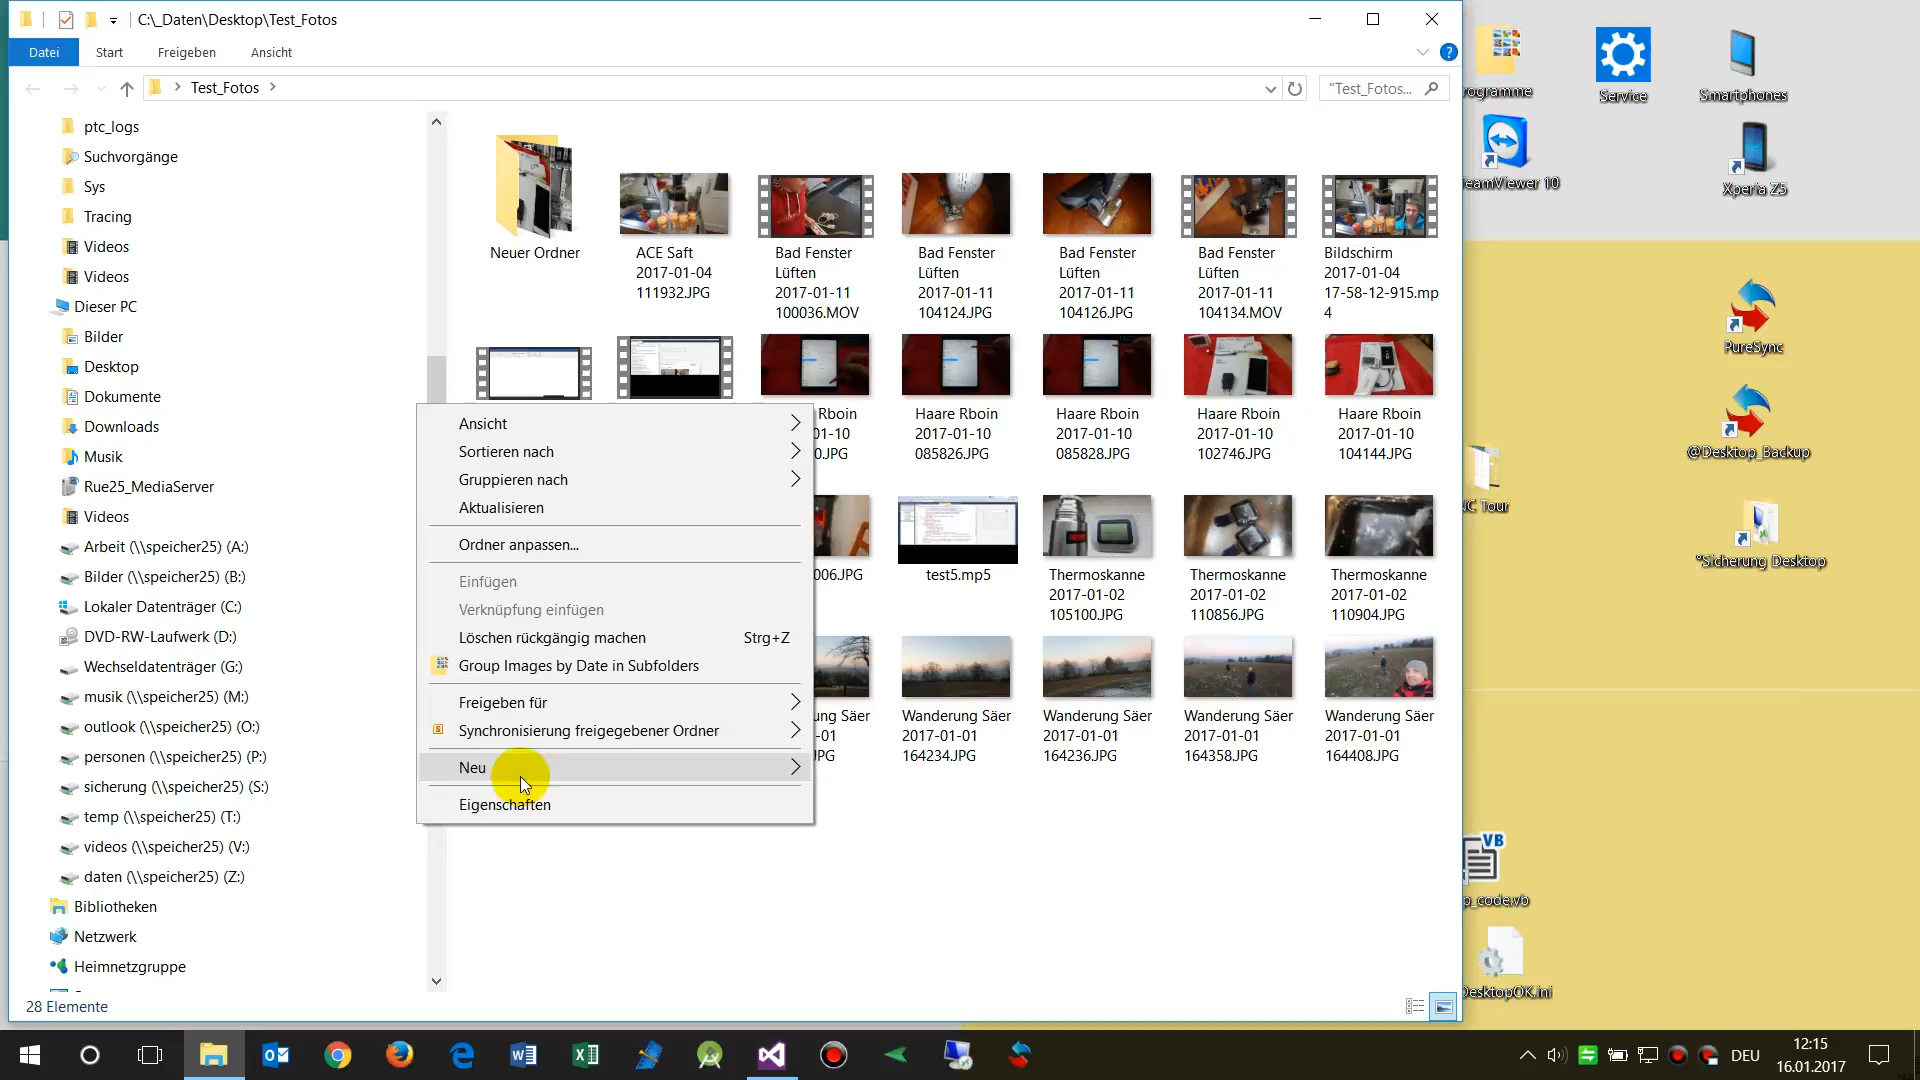 C:\_Daten\Desktop\Test_Fotos
Datei
Start
Freigeben
Ansicht
?
Test_Fotos
"Test_Fotos...
ptc_logs
Suchvorgänge
Sys
Tracing
Videos
Videos
Dieser PC
Bilder
Desktop
Dokumente
Downloads
Musik
Rue25_MediaServer
Videos
Arbeit (\\speicher25) (A:)
Bilder (\\speicher25) (B:)
Lokaler Datenträger (C:)
DVD-RW-Laufwerk (D:)
Wechseldatenträger (G:)
musik (\\speicher25) (M:)
outlook (\\speicher25) (O:)
personen (\\speicher25) (P:)
sicherung (\\speicher25) (S:)
temp (\\speicher25) (T:)
videos (\\speicher25) (V:)
daten (\\speicher25) (Z:)
Bibliotheken
Netzwerk
Heimnetzgruppe
28 Elemente
Neuer Ordner
ACE Saft
2017-01-04
111932.JPG
Bad Fenster
Lüften
2017-01-11
100036.MOV
Bad Fenster
Lüften
2017-01-11
104124.JPG
Bad Fenster
Lüften
2017-01-11
104126.JPG
Bad Fenster
Lüften
2017-01-11
104134.MOV
Bildschirm
2017-01-04
17-58-12-915.mp
4
Rboin
01-10
0.JPG
Haare Rboin
2017-01-10
085826.JPG
Haare Rboin
2017-01-10
085828.JPG
Haare Rboin
2017-01-10
102746.JPG
Haare Rboin
2017-01-10
104144.JPG
006.JPG
test5.mp5
Thermoskanne
2017-01-02
105100.JPG
Thermoskanne
2017-01-02
110856.JPG
Thermoskanne
2017-01-02
110904.JPG
ung Säer
-01
JPG
Wanderung Säer
2017-01-01
164234.JPG
Wanderung Säer
2017-01-01
164236.JPG
Wanderung Säer
2017-01-01
164358.JPG
Wanderung Säer
2017-01-01
164408.JPG
Ansicht
Sortieren nach
Gruppieren nach
Aktualisieren
Ordner anpassen...
Einfügen
Verknüpfung einfügen
Löschen rückgängig machen Strg+Z
Group Images by Date in Subfolders
Freigeben für
Synchronisierung freigegebener Ordner
Neu
Eigenschaften
rogramme
Service
Smartphones
TeamViewer 10
Xperia Z5
PureSync
@Desktop_Backup
NC Tour
*Sicherung Desktop
VB
p_code.vb
DesktopOK.ini
DEU
12:15
16.01.2017